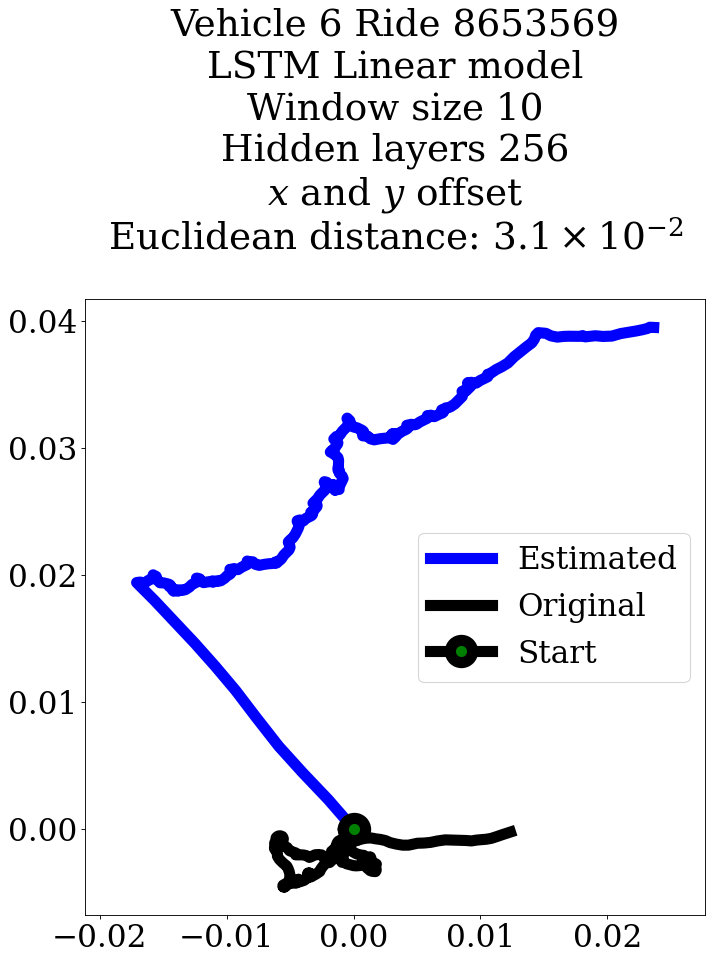 Vehicle 6 Ride 8653569
LSTM Linear model
Window size 10
Hidden layers 256
x and y offset
Euclidean distance: 3.1 × 10⁻²
0.04
0.03
0.02
0.01
0.00
Estimated
Original
Start
−0.02 −0.01 0.00 0.01 0.02